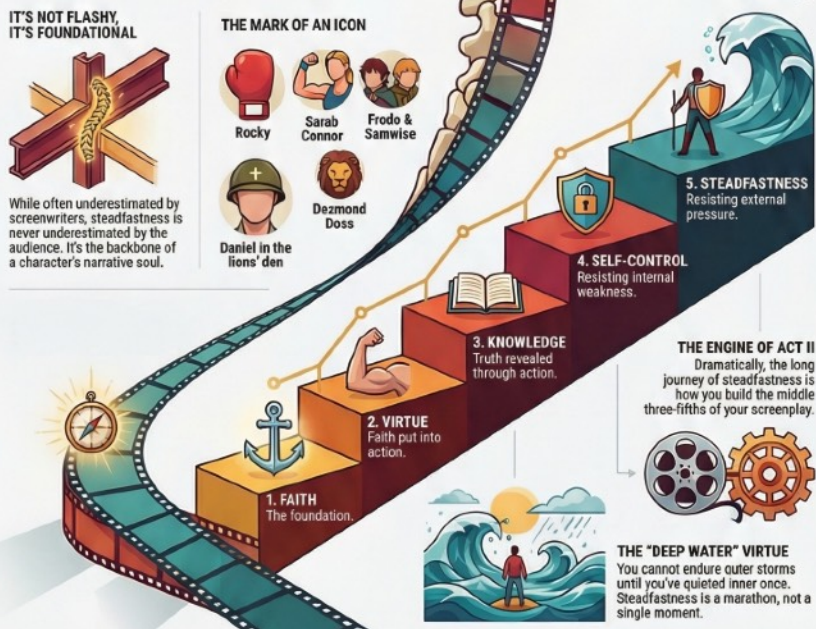 IT'S NOT FLASHY,
IT'S FOUNDATIONAL
While often underestimated by
screenwriters, steadfastness is
never underestimated by the
audience. It's the backbone of
a character's narrative soul.
THE MARK OF AN ICON
Rocky
Sarab
Connor
Frodo &
Samwise
Daniel in the
lions' den
Dezmond
Doss
1. FAITH
The foundation.
2. VIRTUE
Faith put into
action.
3. KNOWLEDGE
Truth revealed
through action.
4. SELF-CONTROL
Resisting internal
weakness.
5. STEADFASTNESS
Resisting external
pressure.
THE ENGINE OF ACT II
Dramatically, the long
journey of steadfastness is
how you build the middle
three-fifths of your screenplay.
THE "DEEP WATER" VIRTUE
You cannot endure outer storms
until you've quieted inner once.
Steadfastness is a marathon, not a
single moment.